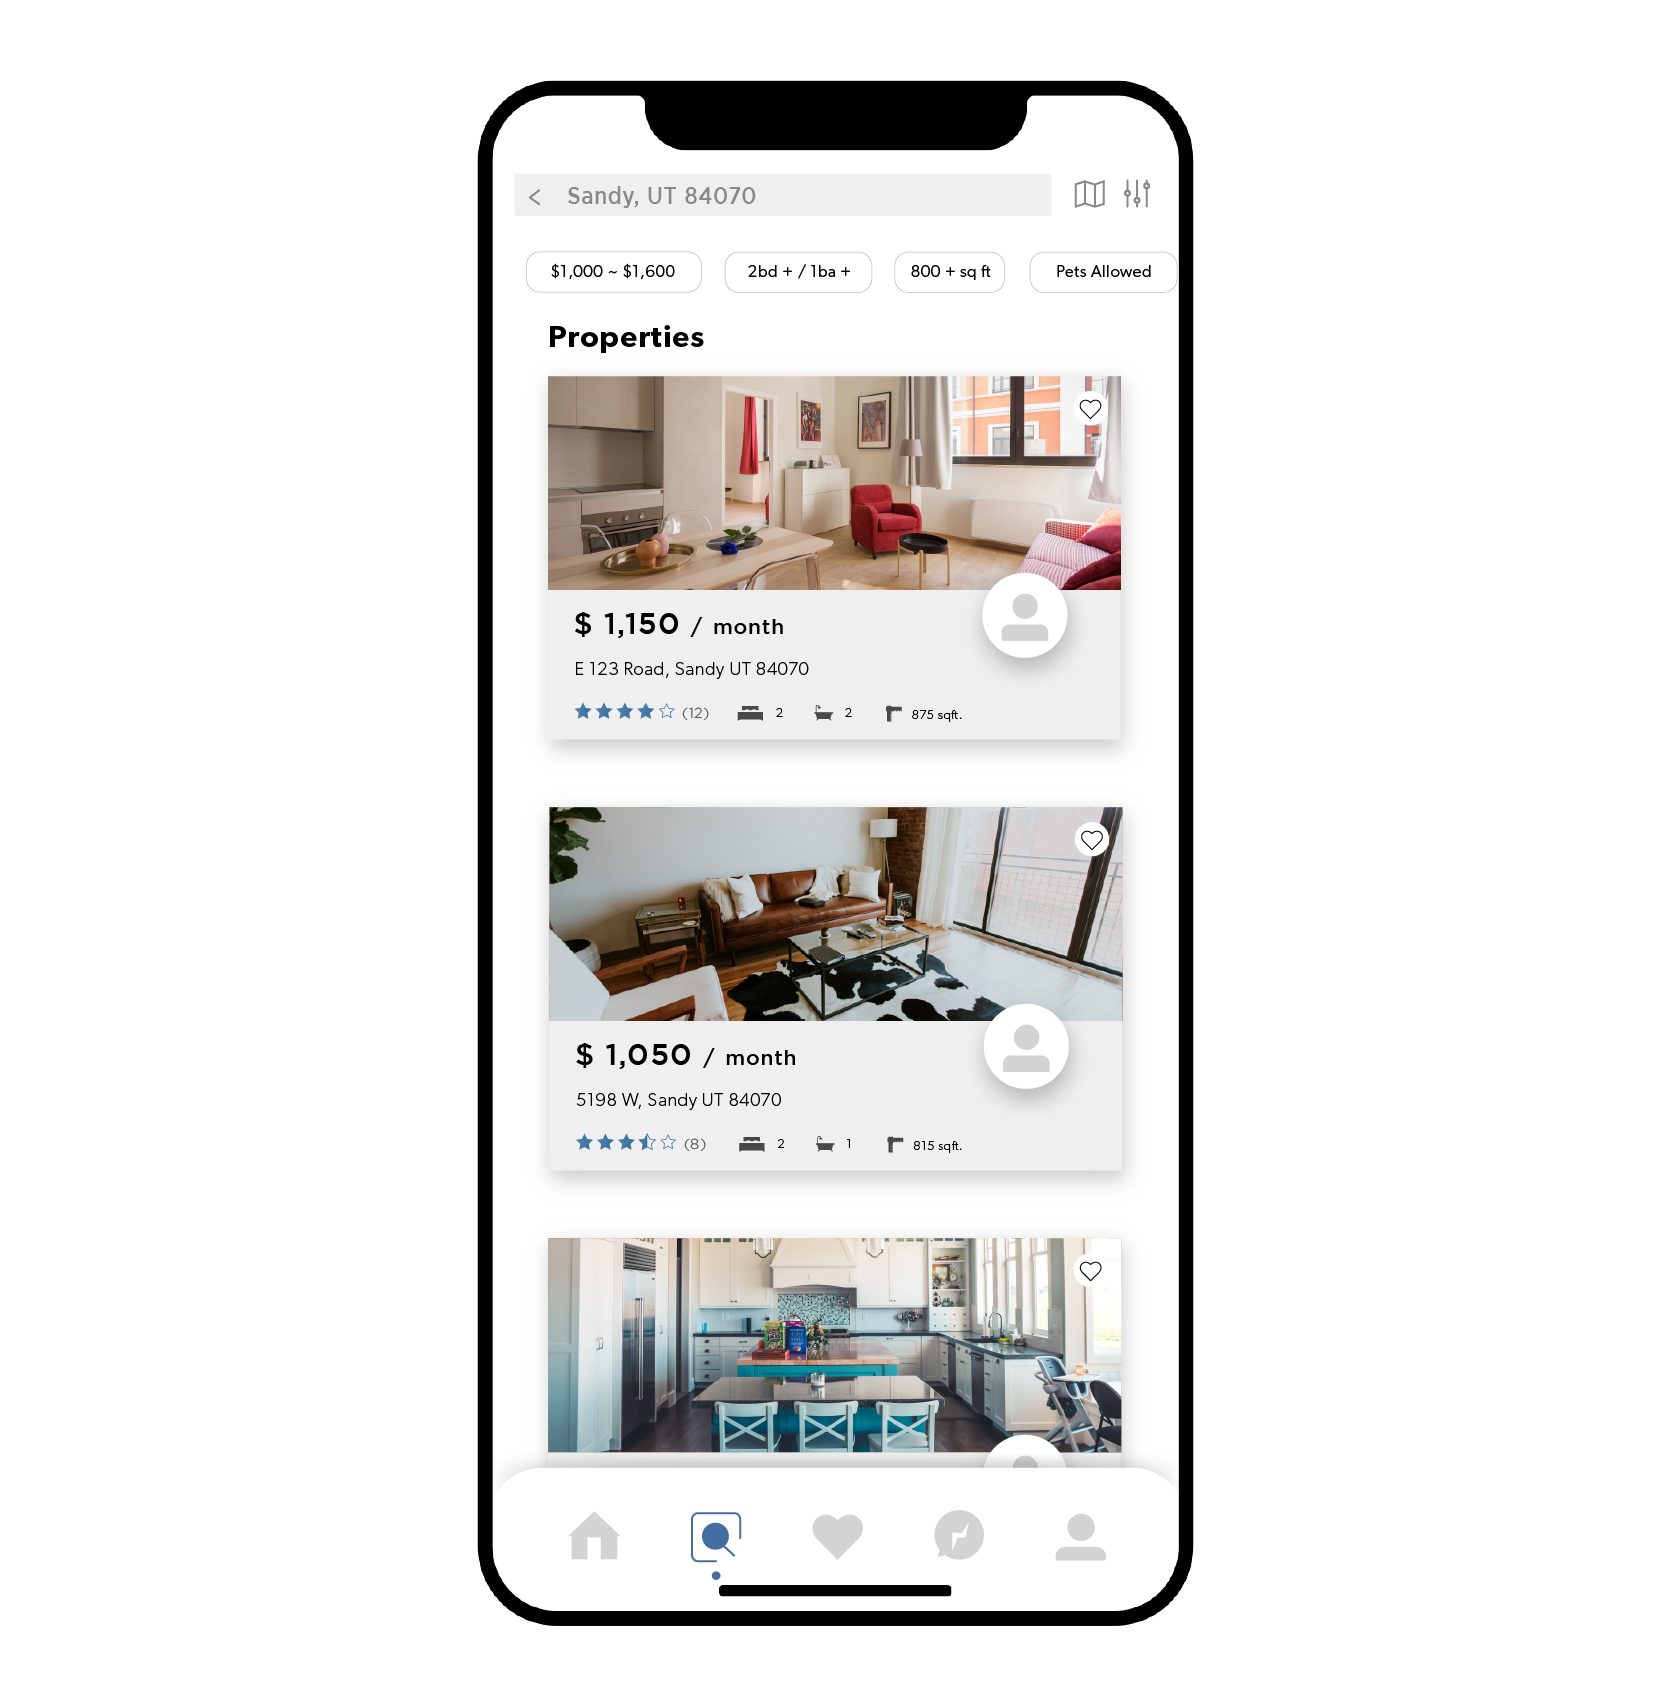 < Sandy, UT 84070
$1,000 ~ $1,600 2bd + / 1ba + 800 + sq ft Pets Allowed
Properties
$ 1,150 / month
E 123 Road, Sandy UT 84070
(12) 2 2 875 sqft.
$ 1,050 / month
5198 W, Sandy UT 84070
(8) 2 1 815 sqft.